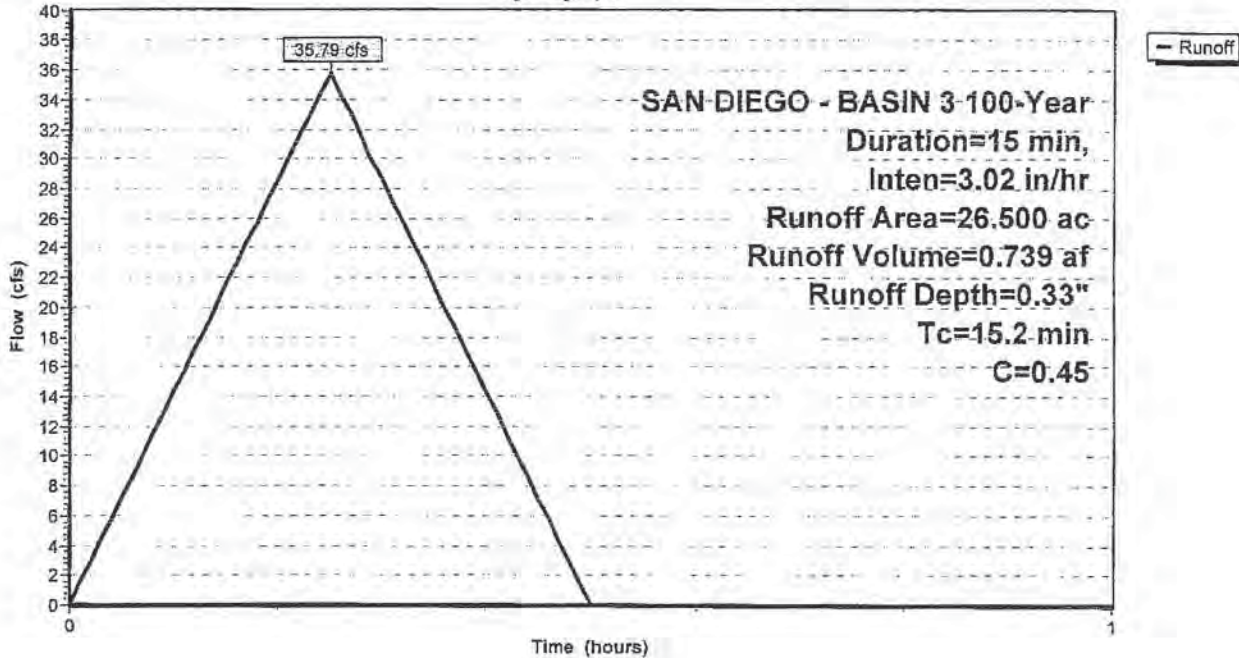 40
38
36
34
32
30
28
26
24
22
20
18
16
14
12
10
8
6
4
2
0
Flow (cfs)
35.79 cfs
Runoff
SAN DIEGO - BASIN 3 100-Year
Duration=15 min,
Inten=3.02 in/hr
Runoff Area=26.500 ac
Runoff Volume=0.739 af
Runoff Depth=0.33"
Tc=15.2 min
C=0.45
0
1
Time (hours)